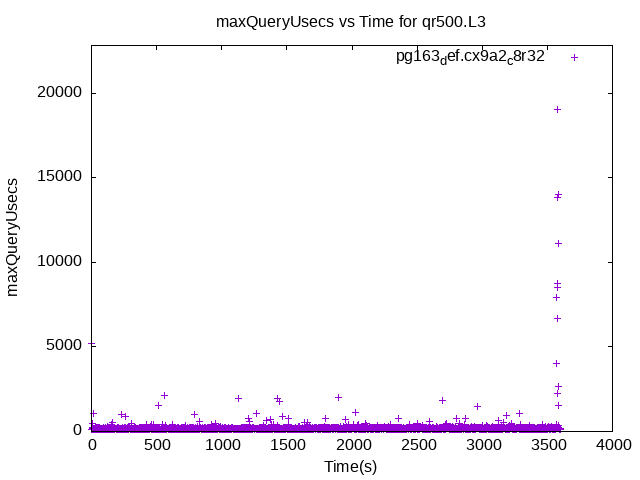 maxQueryUsecs vs Time for qr500.L3
pg163def.cx9a2c8r32
20000
15000
10000
5000
0
maxQueryUsecs
0 500 1000 1500 2000 2500 3000 3500 4000
Time(s)